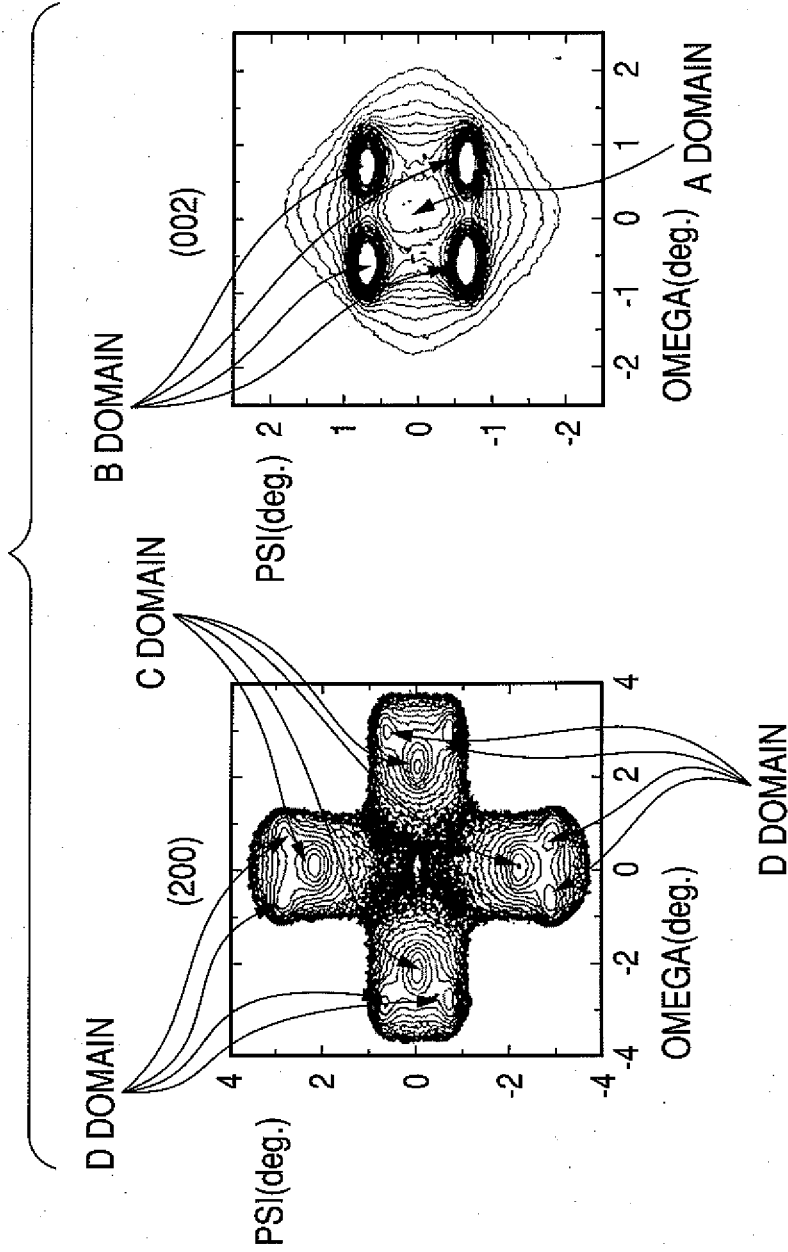 D DOMAIN
C DOMAIN
(200)
PSI(deg.)
4
2
0
-2
-4
-4
-2
0
2
4
OMEGA(deg.)
D DOMAIN
B DOMAIN
(002)
PSI(deg.)
2
1
0
-1
-2
-2
-1
0
1
2
OMEGA(deg.)
A DOMAIN